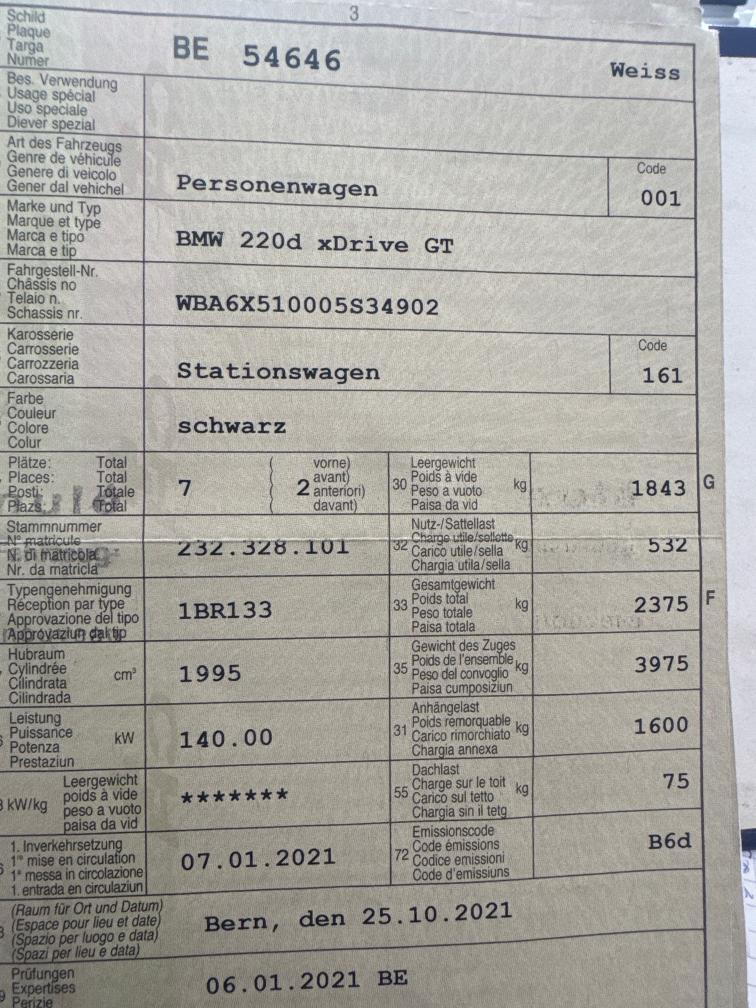 3
Schild
Plaque
Targa
Numer
BE 54646 Weiss
Bes. Verwendung
Usage spécial
Uso speciale
Diever spezial
Art des Fahrzeugs
Genre de véhicule
Genere di veicolo
Gener dal vehichel
Personenwagen
Code
001
Marke und Typ
Marque et type
Marca e tipo
Marca e tip
BMW 220d xDrive GT
Fahrgestell-Nr.
Châssis no
Telaio n.
Schassis nr.
WBA6X510005S34902
Karosserie
Carrosserie
Carrozzeria
Carossaria
Stationswagen
Code
161
Farbe
Couleur
Colore
Colur
schwarz
Plätze: Total
Places: Total
Posti: Totale
Plazs: Total
7
2
vorne)
avant)
anteriori)
davant)
30
Leergewicht
Poids à vide
Peso a vuoto
Paisa da vid
kg
1843
G
Stammnummer
N° matricule
N. di matricola
Nr. da matricla
232.328.101
32
Nutz-/Sattellast
Charge utile/sellette
Carico utile/sella
Chargia utila/sella
kg
532
Typengenehmigung
Réception par type
Approvazione del tipo
Approvaziun dal tip
1BR133
33
Gesamtgewicht
Poids total
Peso totale
Paisa totala
kg
2375
F
Hubraum
Cylindrée
Cilindrata
Cilindrada
cm³
1995
35
Gewicht des Zuges
Poids de l'ensemble
Peso del convoglio
Paisa cumposiziun
kg
3975
Leistung
Puissance
Potenza
Prestaziun
kW
140.00
31
Anhängelast
Poids remorquable
Carico rimorchiato
Chargia annexa
kg
1600
kW/kg
Leergewicht
poids à vide
peso a vuoto
paisa da vid
*******
55
Dachlast
Charge sur le toit
Carico sul tetto
Chargia sin il tetg
kg
75
1. Inverkehrsetzung
1re mise en circulation
1a messa in circolazione
1. entrada en circulaziun
07.01.2021
72
Emissionscode
Code émissions
Codice emissioni
Code d'emissiuns
B6d
(Raum für Ort und Datum)
(Espace pour lieu et date)
(Spazio per luogo e data)
(Spazi per lieu e data)
Bern, den 25.10.2021
Prüfungen
Expertises
Perizie
06.01.2021 BE